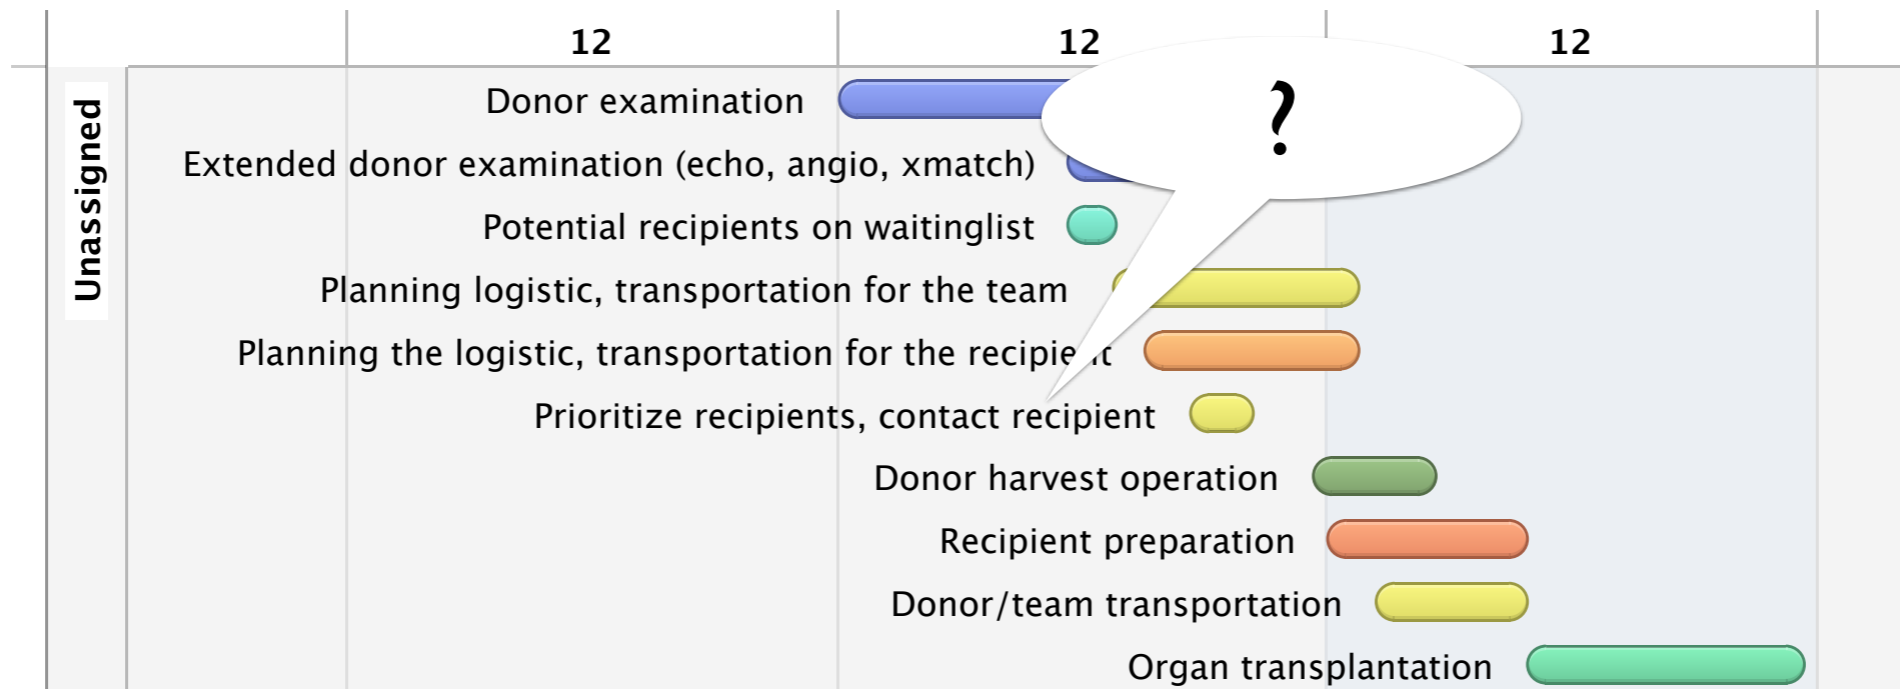 12 12 12
Unassigned
Donor examination
?
Extended donor examination (echo, angio, xmatch)
Potential recipients on waitinglist
Planning logistic, transportation for the team
Planning the logistic, transportation for the recipient
Prioritize recipients, contact recipient
Donor harvest operation
Recipient preparation
Donor/team transportation
Organ transplantation